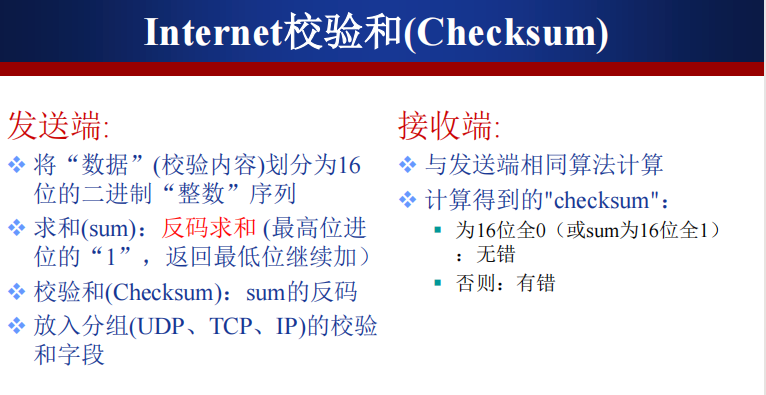 Internet校验和(Checksum)
发送端:
将“数据”(校验内容)划分为16
位的二进制“整数”序列
求和(sum)：反码求和 (最高位进
位的“1”，返回最低位继续加）
校验和(Checksum)：sum的反码
放入分组(UDP、TCP、IP)的校验
和字段
接收端:
与发送端相同算法计算
计算得到的"checksum"：
为16位全0（或sum为16位全1）
：无错
否则：有错